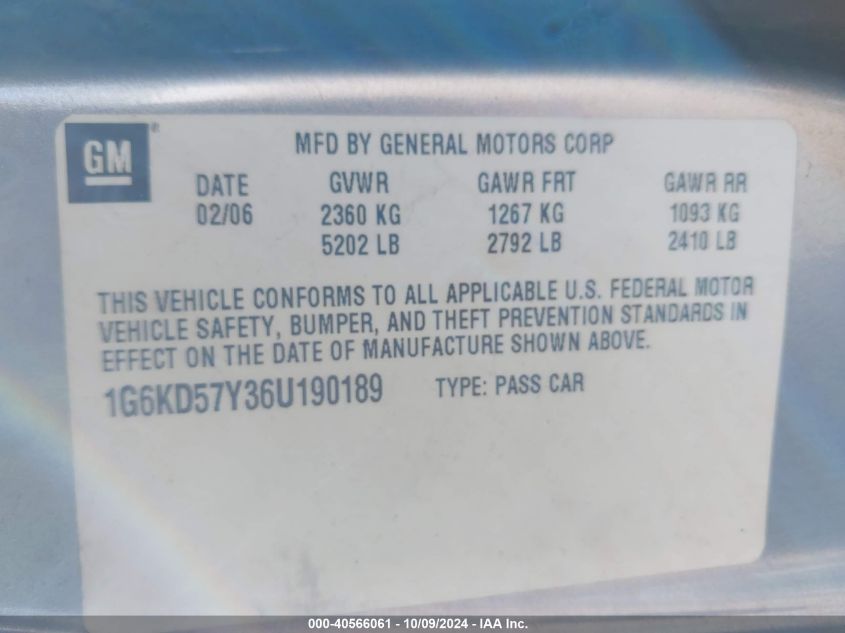 GM®
MFD BY GENERAL MOTORS CORP
DATE GVWR GAWR FRT GAWR RR
02/06 2360 KG 1267 KG 1093 KG
5202 LB 2792 LB 2410 LB
THIS VEHICLE CONFORMS TO ALL APPLICABLE U.S. FEDERAL MOTOR
VEHICLE SAFETY, BUMPER, AND THEFT PREVENTION STANDARDS IN
EFFECT ON THE DATE OF MANUFACTURE SHOWN ABOVE.
1G6KD57Y36U190189 TYPE: PASS CAR
000-40566061 - 10/09/2024 - IAA Inc.